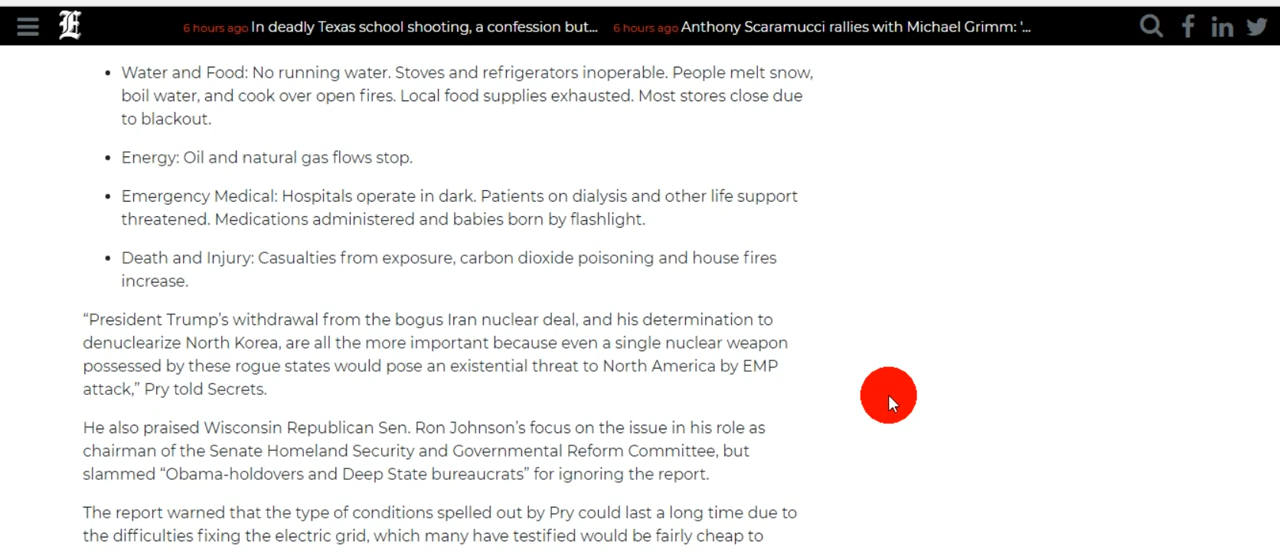 E
6 hours ago In deadly Texas school shooting, a confession but... 6 hours ago Anthony Scaramucci rallies with Michael Grimm: '...
• Water and Food: No running water. Stoves and refrigerators inoperable. People melt snow,
boil water, and cook over open fires. Local food supplies exhausted. Most stores close due
to blackout.
• Energy: Oil and natural gas flows stop.
• Emergency Medical: Hospitals operate in dark. Patients on dialysis and other life support
threatened. Medications administered and babies born by flashlight.
• Death and Injury: Casualties from exposure, carbon dioxide poisoning and house fires
increase.
“President Trump’s withdrawal from the bogus Iran nuclear deal, and his determination to
denuclearize North Korea, are all the more important because even a single nuclear weapon
possessed by these rogue states would pose an existential threat to North America by EMP
attack,” Pry told Secrets.
He also praised Wisconsin Republican Sen. Ron Johnson’s focus on the issue in his role as
chairman of the Senate Homeland Security and Governmental Reform Committee, but
slammed “Obama-holdovers and Deep State bureaucrats” for ignoring the report.
The report warned that the type of conditions spelled out by Pry could last a long time due to
the difficulties fixing the electric grid, which many have testified would be fairly cheap to